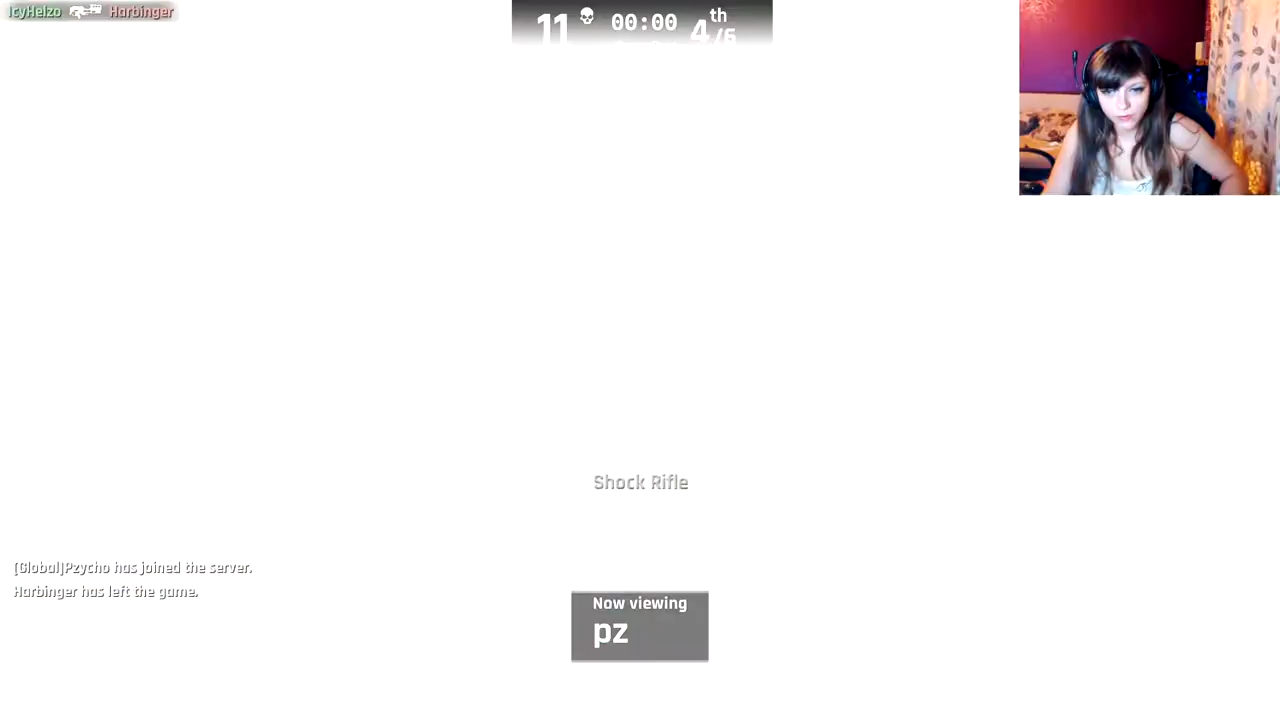 IcyHelzo Harbinger
11 00:00 4th/6
Shock Rifle
[Global]Pzycho has joined the server.
Harbinger has left the game.
Now viewing
pz